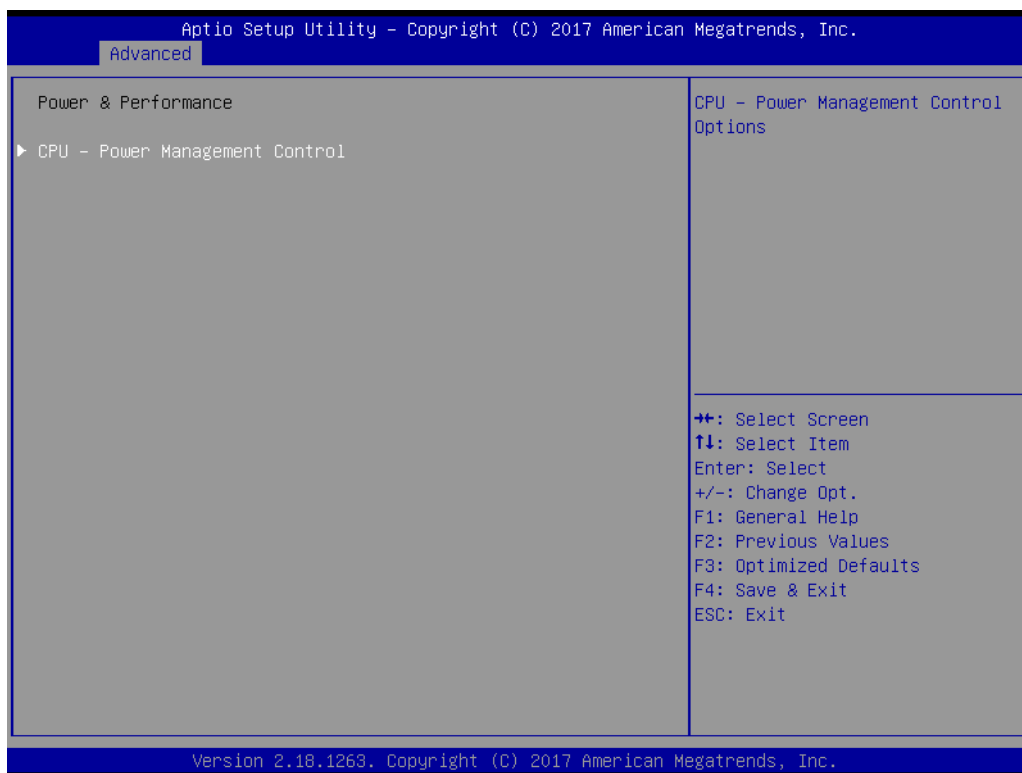 Aptio Setup Utility – Copyright (C) 2017 American Megatrends, Inc.
Advanced
Power & Performance
▶ CPU – Power Management Control
CPU – Power Management Control
Options
→←: Select Screen
↑↓: Select Item
Enter: Select
+/-: Change Opt.
F1: General Help
F2: Previous Values
F3: Optimized Defaults
F4: Save & Exit
ESC: Exit
Version 2.18.1263. Copyright (C) 2017 American Megatrends, Inc.